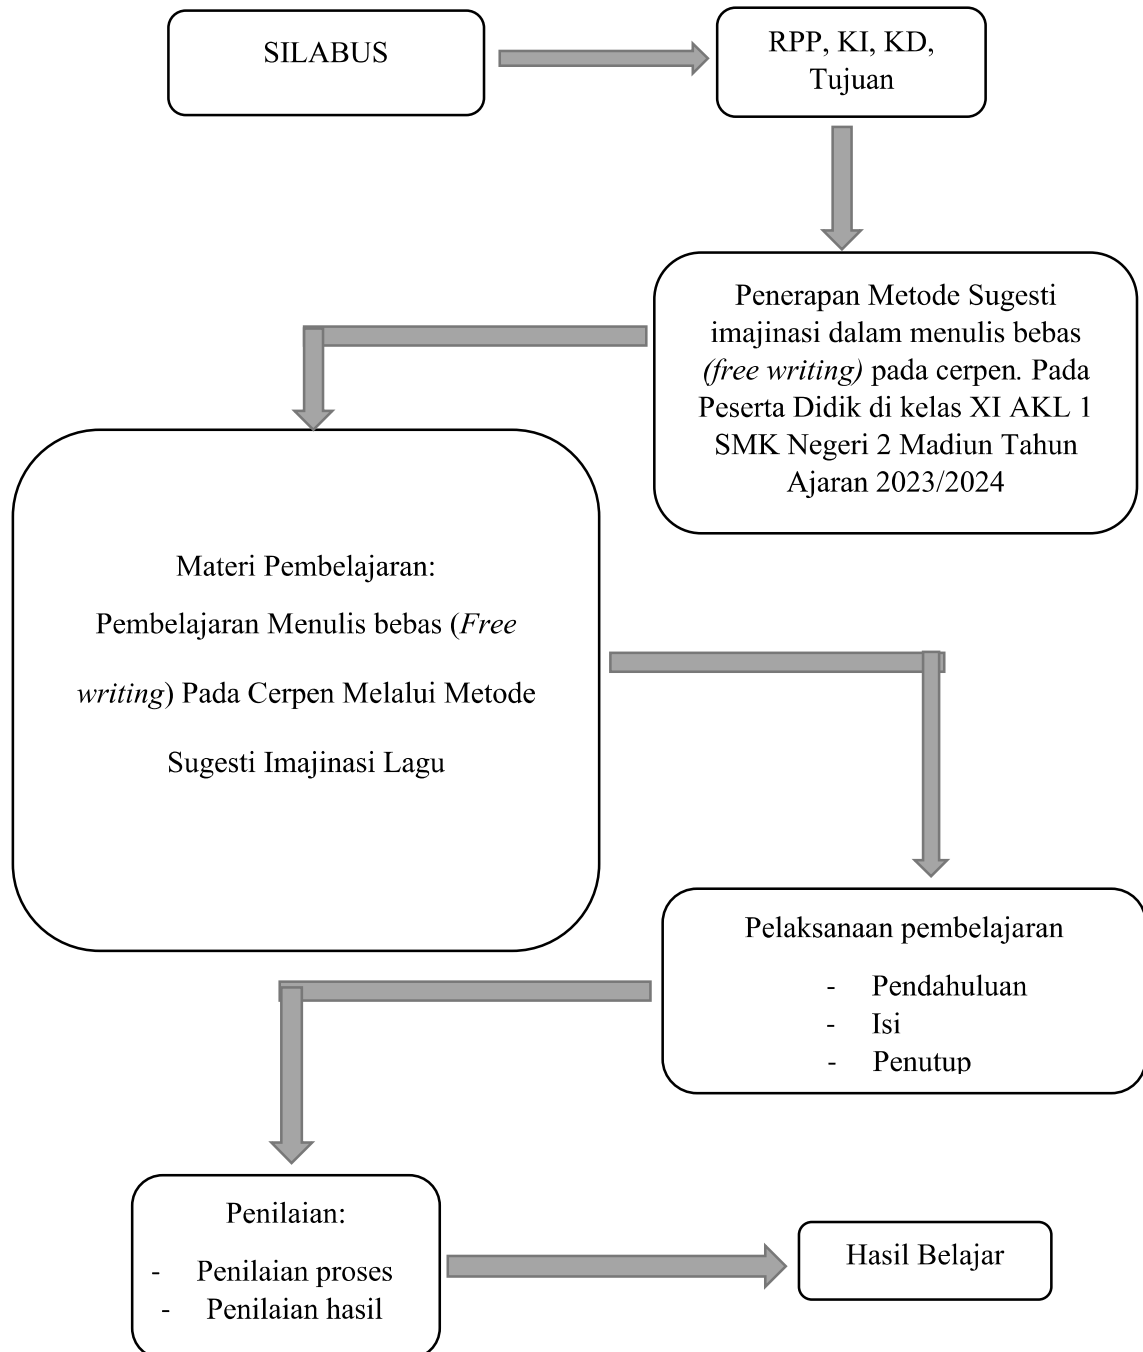 SILABUS
RPP, KI, KD,
Tujuan
Penerapan Metode Sugesti
imajinasi dalam menulis bebas
(free writing) pada cerpen. Pada
Peserta Didik di kelas XI AKL 1
SMK Negeri 2 Madiun Tahun
Ajaran 2023/2024
Materi Pembelajaran:
Pembelajaran Menulis bebas (Free
writing) Pada Cerpen Melalui Metode
Sugesti Imajinasi Lagu
Pelaksanaan pembelajaran
- Pendahuluan
- Isi
- Penutup
Penilaian:
- Penilaian proses
- Penilaian hasil
Hasil Belajar